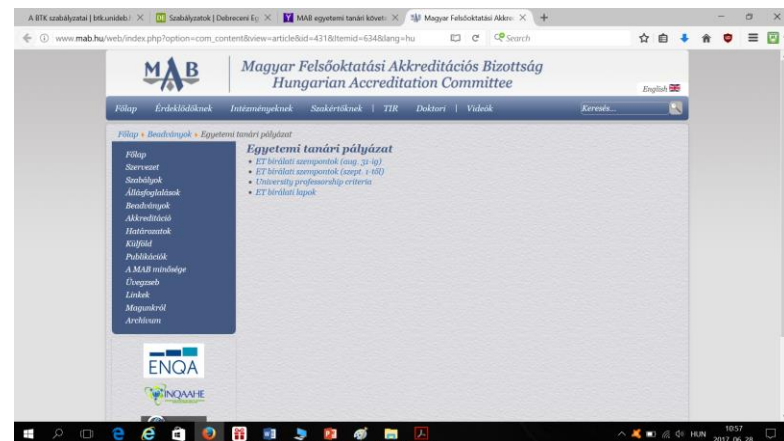 A BTK szabályzatai | btk.unideb.h
Szabályzatok | Debreceni Eg
MAB egyetemi tanári követe
Magyar Felsőoktatási Akkre
www.mab.hu/web/index.php?option=com_content&view=article&id=431&Itemid=634&lang=hu
Search
MAB
Magyar Felsőoktatási Akkreditációs Bizottság
Hungarian Accreditation Committee
English
Főlap Érdeklődőknek Intézményeknek Szakértőknek | TIR Doktori | Videók
Keresés...
Főlap • Beadványok • Egyetemi tanári pályázat
Főlap
Szervezet
Szabályok
Állásfoglalások
Beadványok
Akkreditáció
Határozatok
Külföld
Publikációk
A MAB minősége
Üvegzseb
Linkek
Magunkról
Archívum
Egyetemi tanári pályázat
ET bírálati szempontok (aug. 31-ig)
ET bírálati szempontok (szept. 1-től)
University professorship criteria
ET bírálati lapok
ENQA
INQAAHE
HUN
10:57
2017. 06. 28.